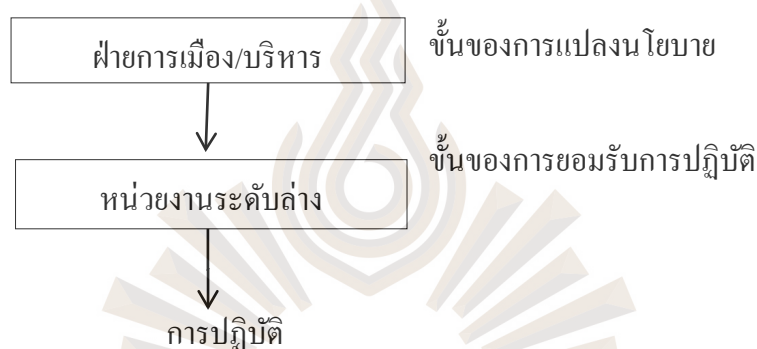 ฝ่ายการเมือง/บริหาร
ขั้นของการแปลงนโยบาย
ขั้นของการยอมรับการปฏิบัติ
หน่วยงานระดับล่าง
การปฏิบัติ